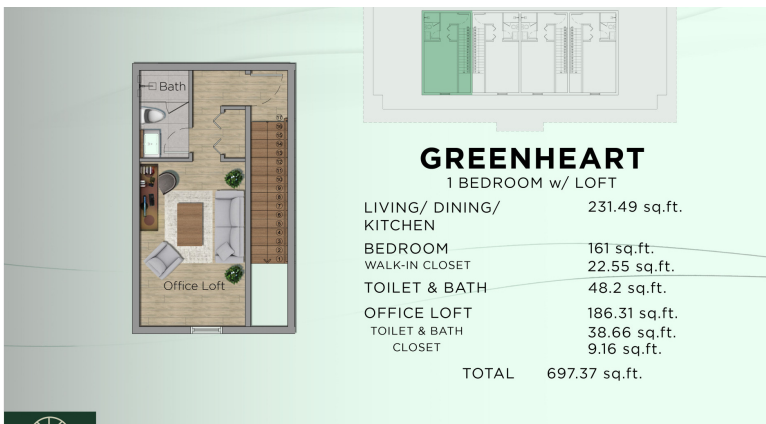 Bath
Office Loft
GREENHEART
1 BEDROOM w/ LOFT
LIVING/ DINING/ 231.49 sq.ft.
KITCHEN
BEDROOM 161 sq.ft.
WALK-IN CLOSET 22.55 sq.ft.
TOILET & BATH 48.2 sq.ft.
OFFICE LOFT 186.31 sq.ft.
TOILET & BATH 38.66 sq.ft.
CLOSET 9.16 sq.ft.
TOTAL 697.37 sq.ft.